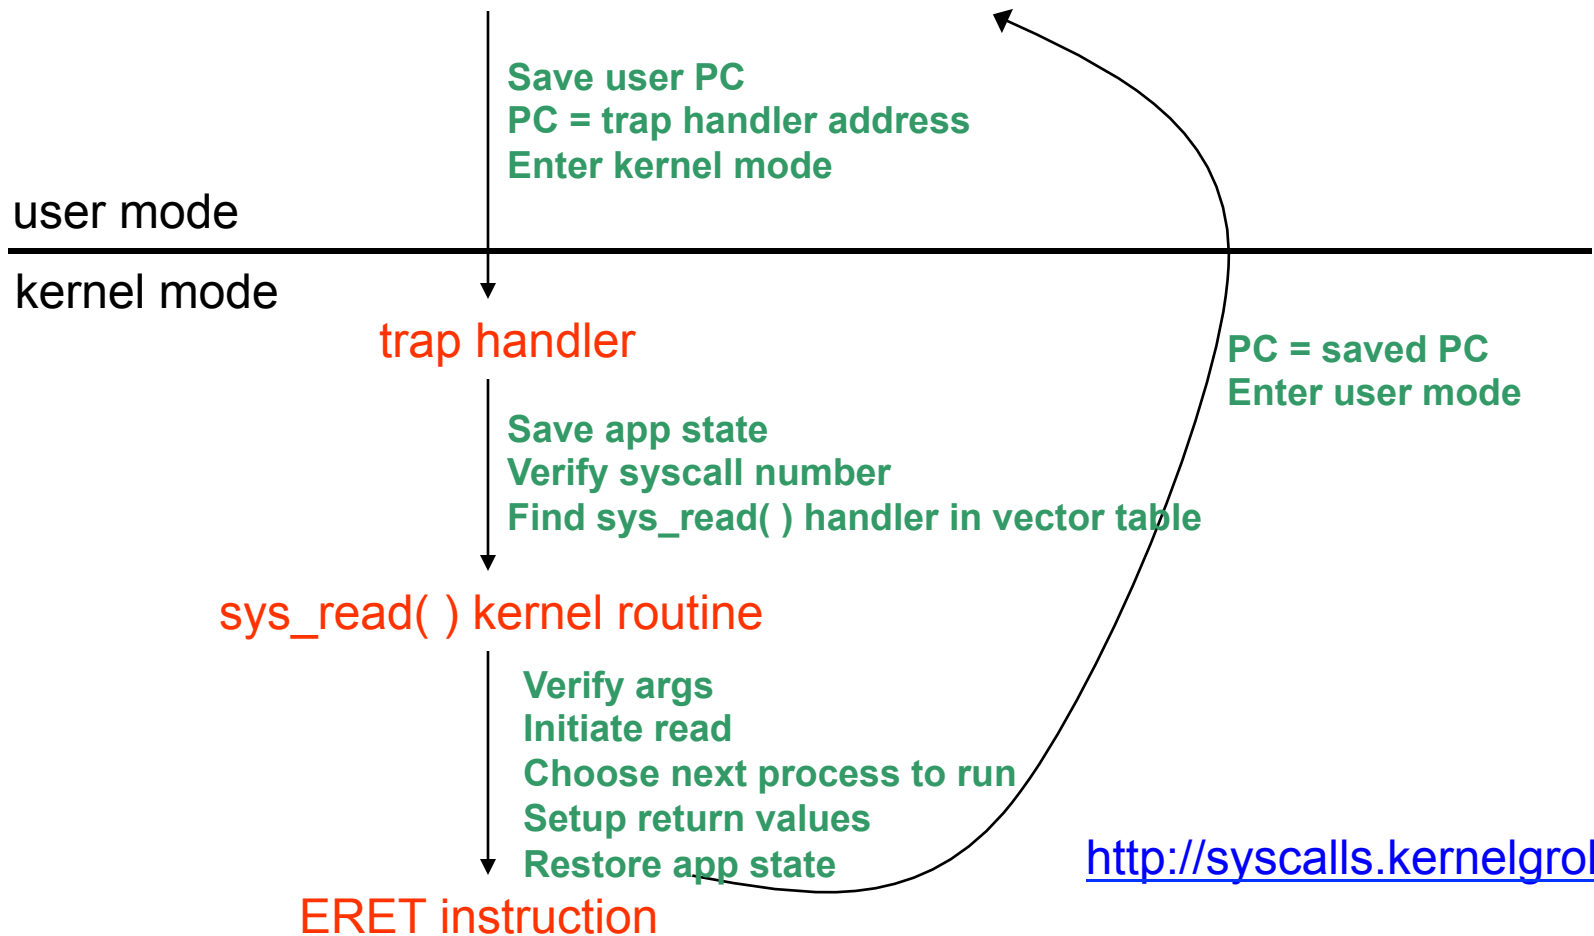 Save user PC
PC = trap handler address
Enter kernel mode
user mode
kernel mode
trap handler
PC = saved PC
Enter user mode
Save app state
Verify syscall number
Find sys_read( ) handler in vector table
sys_read( ) kernel routine
Verify args
Initiate read
Choose next process to run
Setup return values
Restore app state
http://syscalls.kernelgrok
ERET instruction